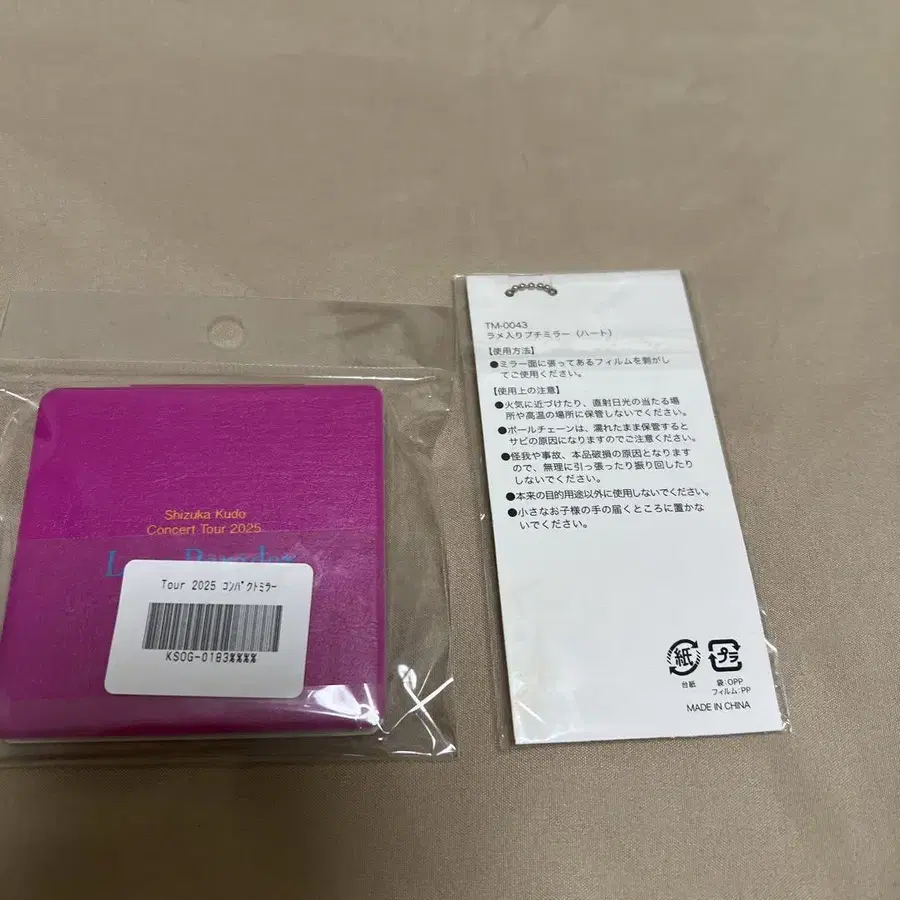 Shizuka Kudo
Concert Tour 2025
Tour 2025 コンパクトミラー
KSOG-0183%%%%
TM-0043
ラメ入りプチミラー（ハート）
【使用方法】
●ミラー面に張ってあるフィルムを剥がし
てご使用ください。
【使用上の注意】
●火気に近づけたり、直射日光の当たる場
所や高温の場所に保管しないでください。
●ボールチェーンは、濡れたまま保管すると
サビの原因になりますのでご注意ください。
●怪我や事故、本品破損の原因となります
ので、無理に引っ張ったり振り回したり
しないでください。
●本来の目的用途以外に使用しないでください。
●小さなお子様の手の届くところに置かな
いでください。
紙
台紙
プラ
袋:OPP
フィルム:PP
MADE IN CHINA